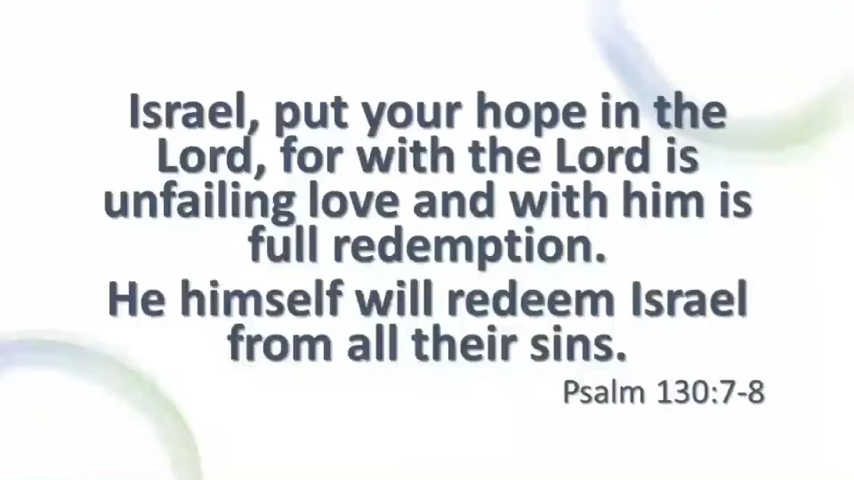 Israel, put your hope in the
Lord, for with the Lord is
unfailing love and with him is
full redemption.
He himself will redeem Israel
from all their sins.
Psalm 130:7-8